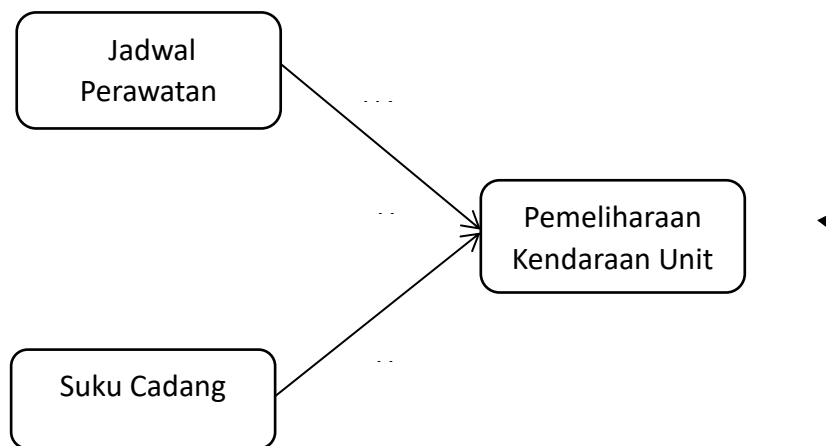 Jadwal
Perawatan
Pemeliharaan
Kendaraan Unit
Suku Cadang